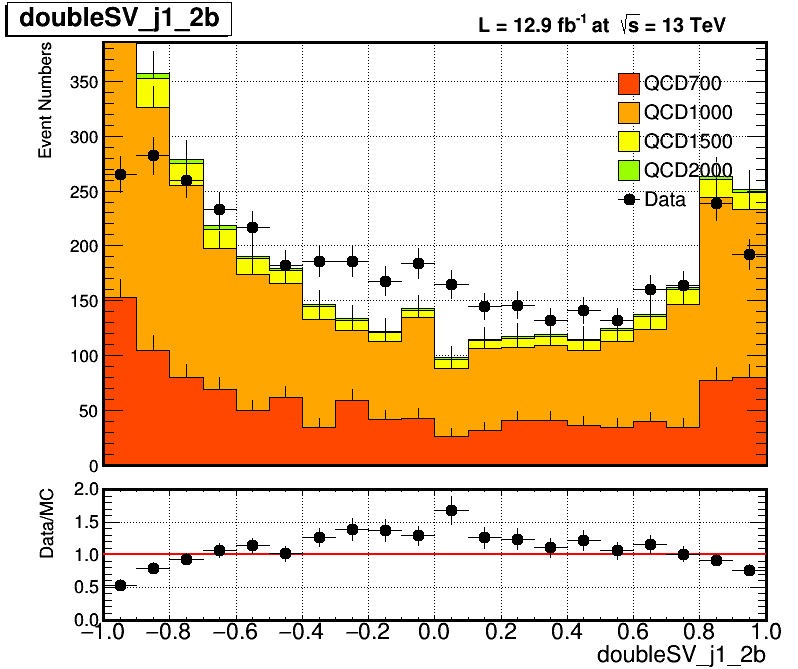 doubleSV_j1_2b
L = 12.9 fb⁻¹ at √s = 13 TeV
Event Numbers
350
300
250
200
150
100
50
0
QCD700
QCD1000
QCD1500
QCD2000
Data
Data/MC
2.0
1.5
1.0
0.5
0.0
−1.0 −0.8 −0.6 −0.4 −0.2 0.0 0.2 0.4 0.6 0.8 1.0
doubleSV_j1_2b